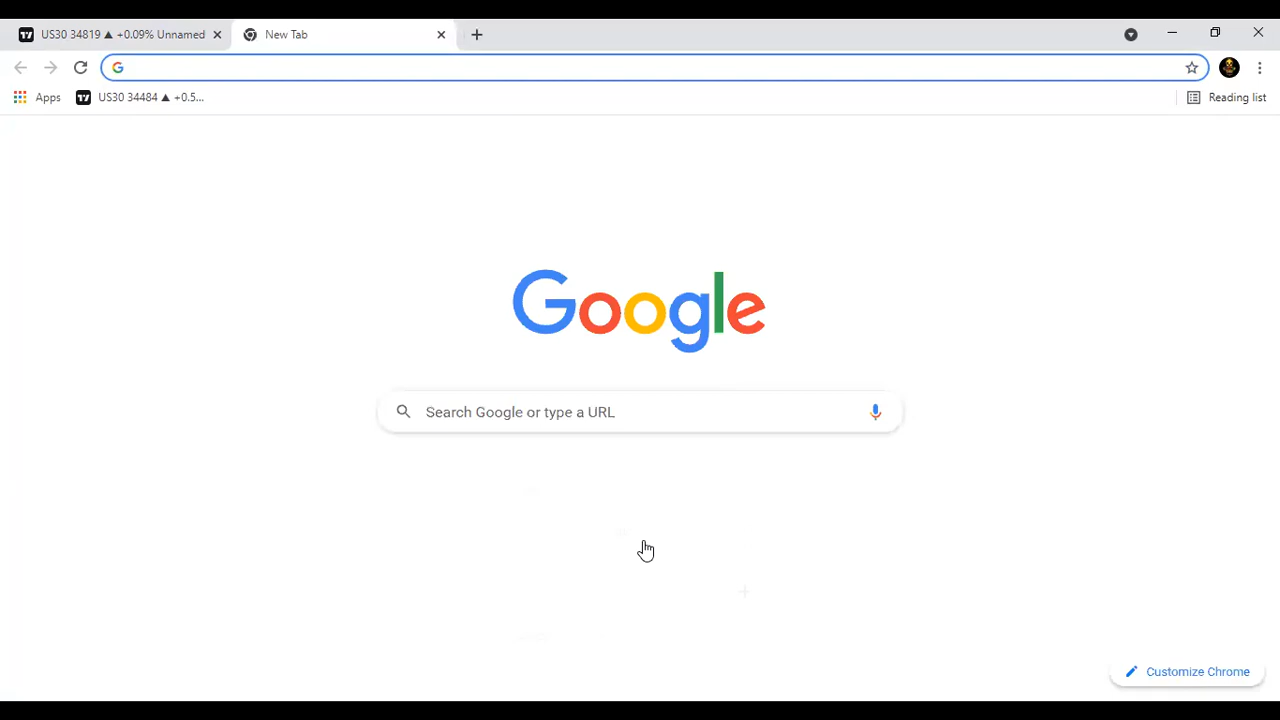 US30 34819 ▲ +0.09% Unnamed
New Tab
Apps
US30 34484 ▲ +0.5...
Reading list
Google
Search Google or type a URL
Customize Chrome